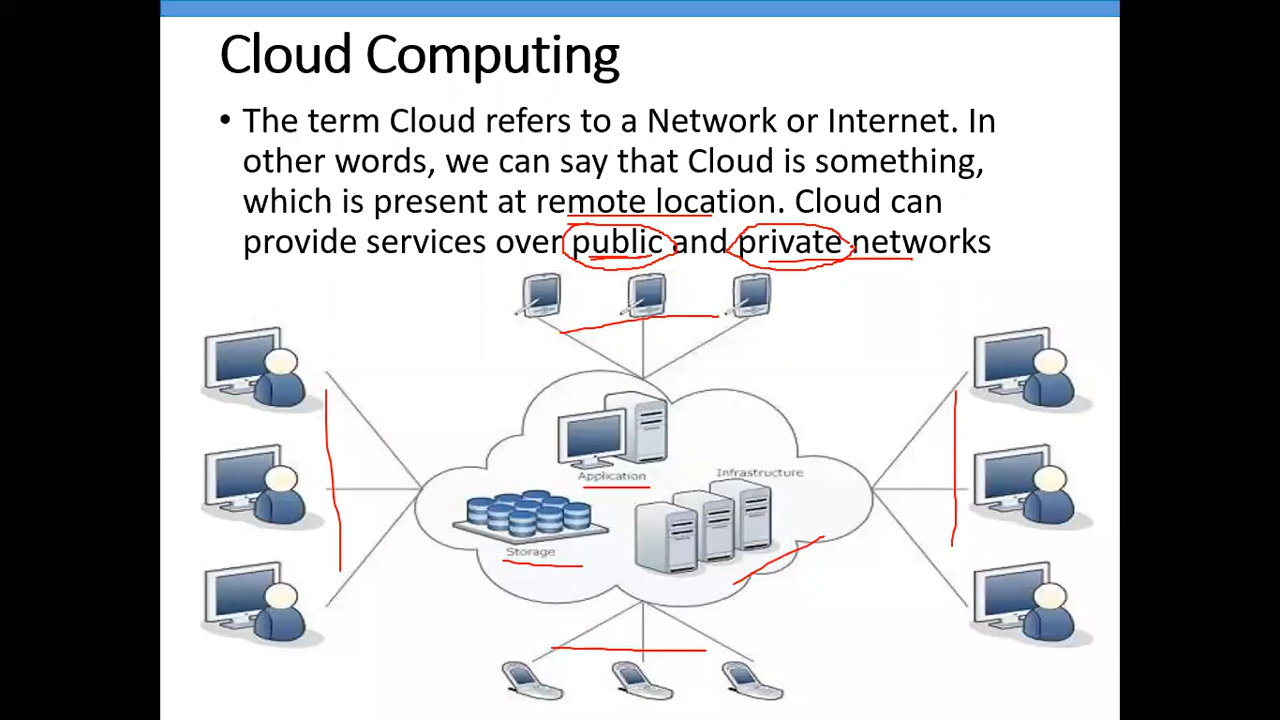 Cloud Computing
• The term Cloud refers to a Network or Internet. In
other words, we can say that Cloud is something,
which is present at remote location. Cloud can
provide services over public and private networks
Application
Infrastructure
Storage